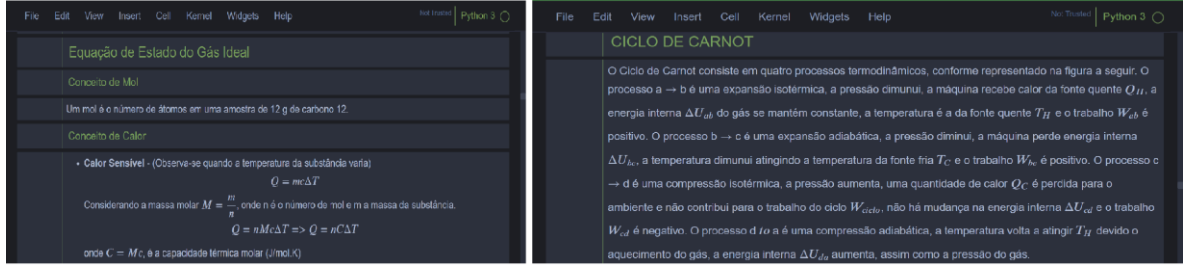 File Edit View Insert Cell Kernel Widgets Help Not Trusted Python 3
Equação de Estado do Gás Ideal
Conceito de Mol
Um mol é o número de átomos em uma amostra de 12 g de carbono 12.
Conceito de Calor
• Calor Sensível - (Observa-se quando a temperatura da substância varia)
Q = mcΔT
Considerando a massa molar M = m/n, onde n é o número de mol e m a massa da substância.
Q = nMcΔT => Q = nCΔT
onde C = Mc, é a capacidade térmica molar (J/mol.K)
File Edit View Insert Cell Kernel Widgets Help Not Trusted Python 3
CICLO DE CARNOT
O Ciclo de Carnot consiste em quatro processos termodinâmicos, conforme representado na figura a seguir. O
processo a → b é uma expansão isotérmica, a pressão dimunui, a máquina recebe calor da fonte quente Q_H, a
energia interna ΔU_ab do gás se mantém constante, a temperatura é a da fonte quente T_H e o trabalho W_ab é
positivo. O processo b → c é uma expansão adiabática, a pressão diminui, a máquina perde energia interna
ΔU_bc, a temperatura dimunui atingindo a temperatura da fonte fria T_C e o trabalho W_bc é positivo. O processo c
→ d é uma compressão isotérmica, a pressão aumenta, uma quantidade de calor Q_C é perdida para o
ambiente e não contribui para o trabalho do ciclo W_ciclo, não há mudança na energia interna ΔU_cd e o trabalho
W_cd é negativo. O processo d to a é uma compressão adiabática, a temperatura volta a atingir T_H devido o
aquecimento do gás, a energia interna ΔU_da aumenta, assim como a pressão do gás.